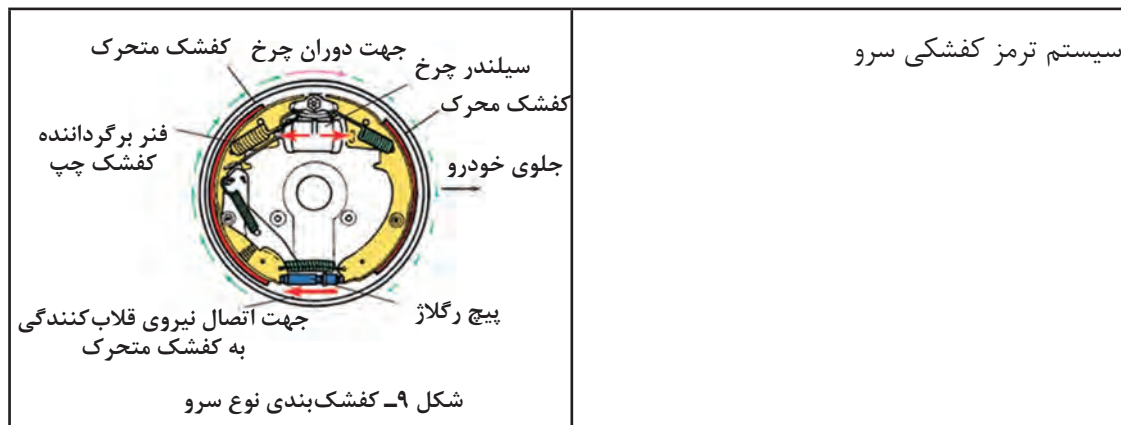 سیستم ترمز کفشکی سرو
جهت دوران چرخ
کفشک متحرک
سیلندر چرخ
کفشک محرک
فنر برگرداننده
کفشک چپ
جلوی خودرو
پیچ رگلاژ
جهت اتصال نیروی قلاب‌کنندگی
به کفشک متحرک
شکل ۹ــ کفشک‌بندی نوع سرو